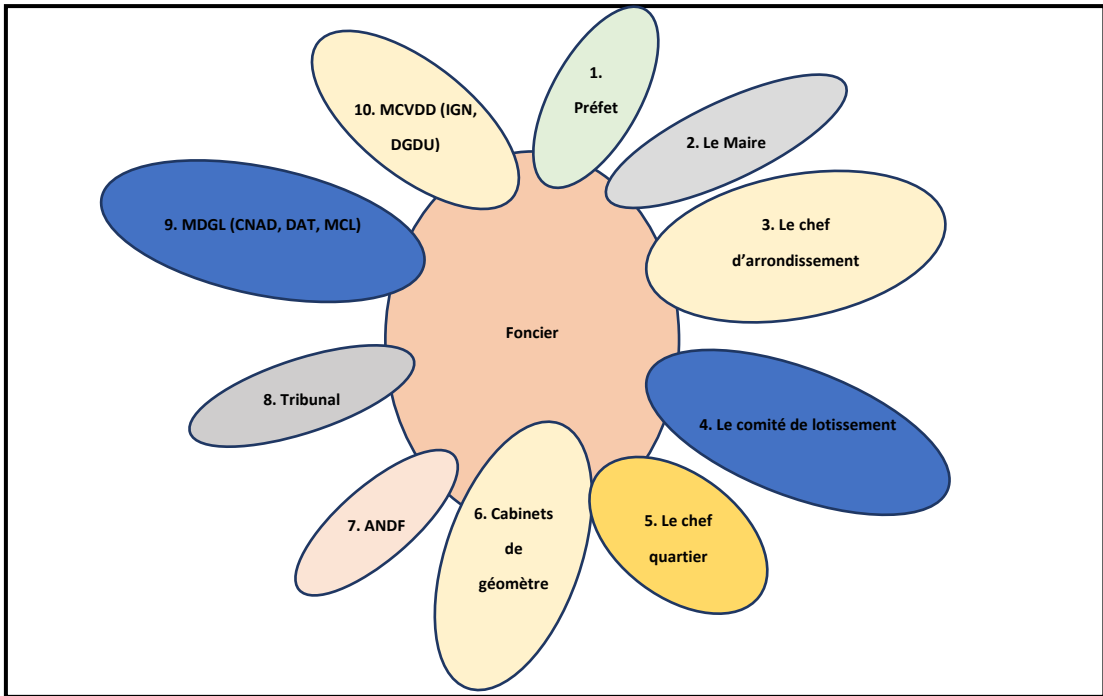 1.
Préfet
2. Le Maire
3. Le chef
d’arrondissement
4. Le comité de lotissement
5. Le chef
quartier
6. Cabinets
de
géomètre
7. ANDF
8. Tribunal
9. MDGL (CNAD, DAT, MCL)
10. MCVDD (IGN,
DGDU)
Foncier